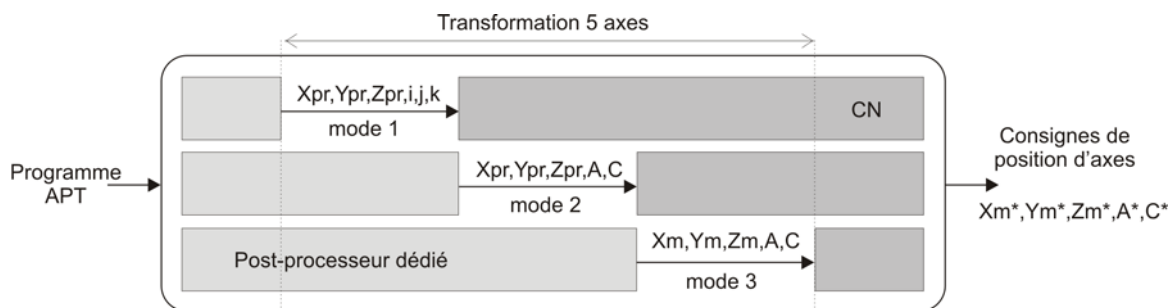 Transformation 5 axes
Xpr,Ypr,Zpr,i,j,k
mode 1
CN
Programme
APT
Xpr,Ypr,Zpr,A,C
mode 2
Consignes de
position d'axes
Xm*,Ym*,Zm*,A*,C*
Post-processeur dédié
Xm,Ym,Zm,A,C
mode 3